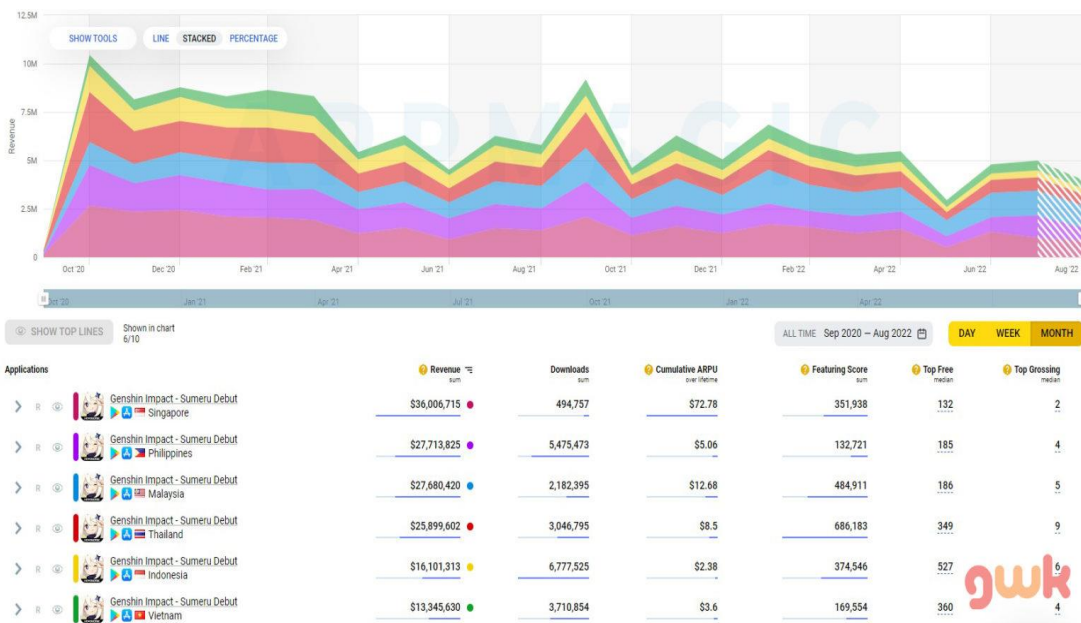 12.5M
SHOW TOOLS LINE STACKED PERCENTAGE
10M
7.5M
APPMAGIC
Revenue
5M
2.5M
0
Oct '20 Dec '20 Feb '21 Apr '21 Jun '21 Aug '21 Oct '21 Dec '21 Feb '22 Apr '22 Jun '22 Aug '22
Oct '20 Jan '21 Apr '21 Jul '21 Oct '21 Jan '22 Apr '22
SHOW TOP LINES Shown in chart
6/10
ALL TIME Sep 2020 – Aug 2022 DAY WEEK MONTH
Applications Revenue Downloads Cumulative ARPU Featuring Score Top Free Top Grossing
sum sum over lifetime sum median median
Genshin Impact - Sumeru Debut
R Singapore $36,006,715 494,757 $72.78 351,938 132 2
Genshin Impact - Sumeru Debut
R Philippines $27,713,825 5,475,473 $5.06 132,721 185 4
Genshin Impact - Sumeru Debut
R Malaysia $27,680,420 2,182,395 $12.68 484,911 186 5
Genshin Impact - Sumeru Debut
R Thailand $25,899,602 3,046,795 $8.5 686,183 349 9
Genshin Impact - Sumeru Debut
R Indonesia $16,101,313 6,777,525 $2.38 374,546 527 6
Genshin Impact - Sumeru Debut
R Vietnam $13,345,630 3,710,854 $3.6 169,554 360 4
gwk